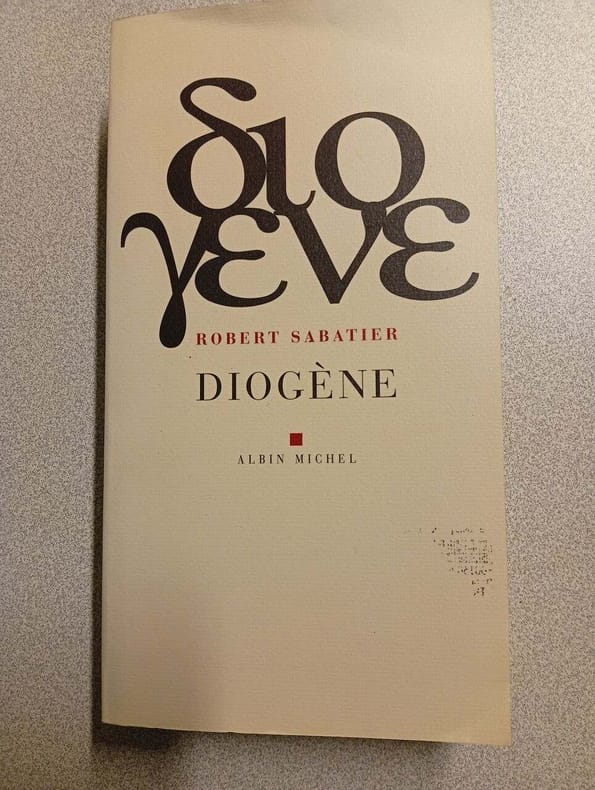 διο
γενε
ROBERT SABATIER
DIOGÈNE
ALBIN MICHEL